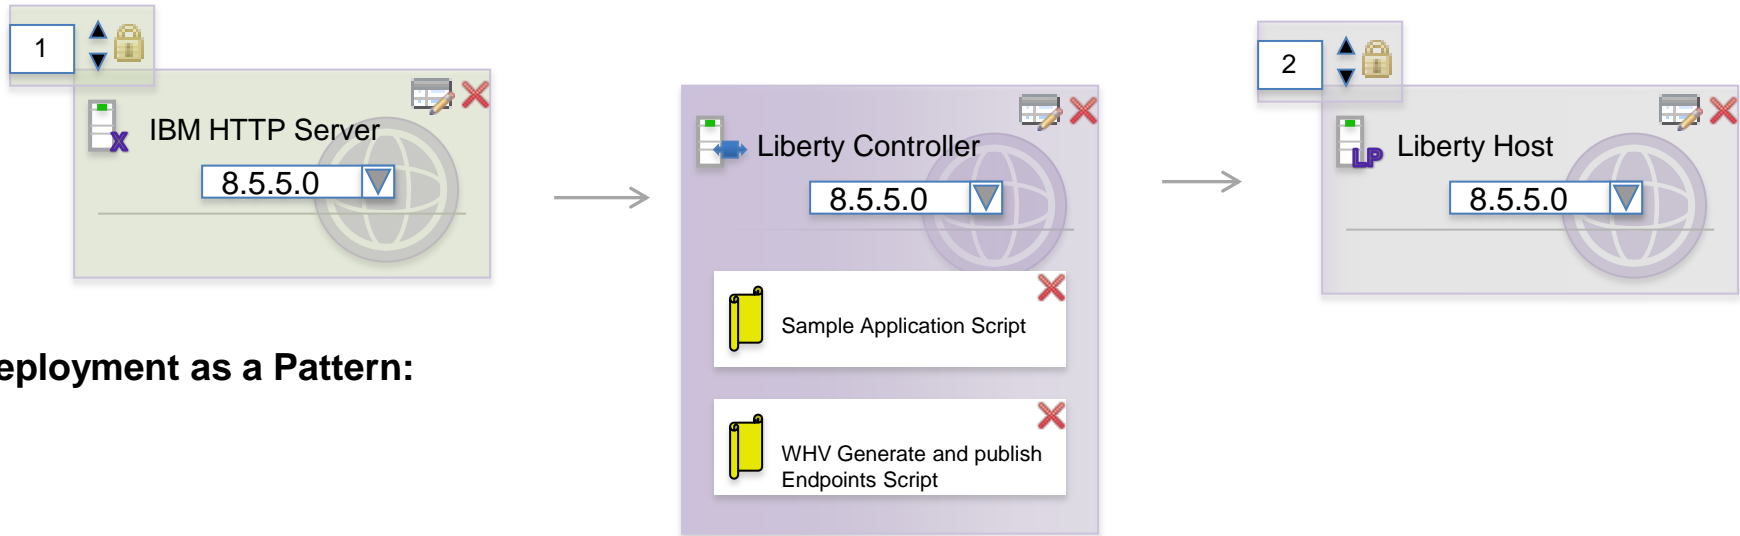 1
IBM HTTP Server
8.5.5.0
X
Liberty Controller
8.5.5.0
Sample Application Script
WHV Generate and publish
Endpoints Script
2
Liberty Host
LP
8.5.5.0
eployment as a Pattern: